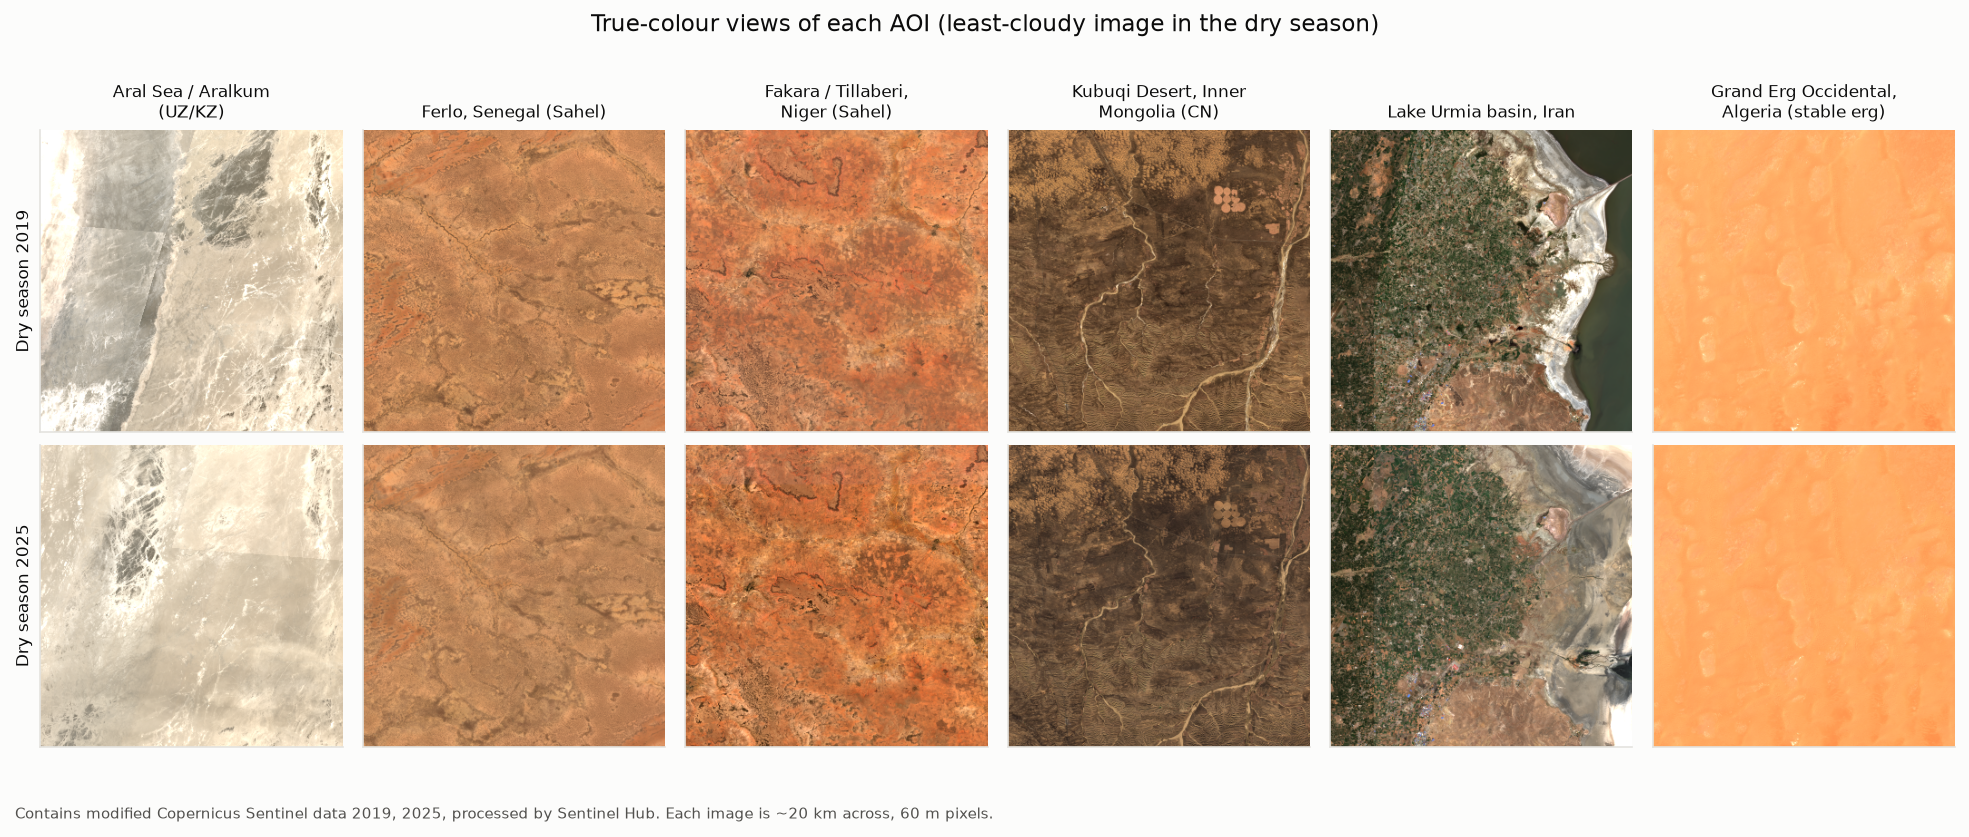 True-colour views of each AOI (least-cloudy image in the dry season)
Aral Sea / Aralkum
(UZ/KZ)
Ferlo, Senegal (Sahel)
Fakara / Tillaberi,
Niger (Sahel)
Kubuqi Desert, Inner
Mongolia (CN)
Lake Urmia basin, Iran
Grand Erg Occidental,
Algeria (stable erg)
Dry season 2019
Dry season 2025
Contains modified Copernicus Sentinel data 2019, 2025, processed by Sentinel Hub. Each image is ~20 km across, 60 m pixels.